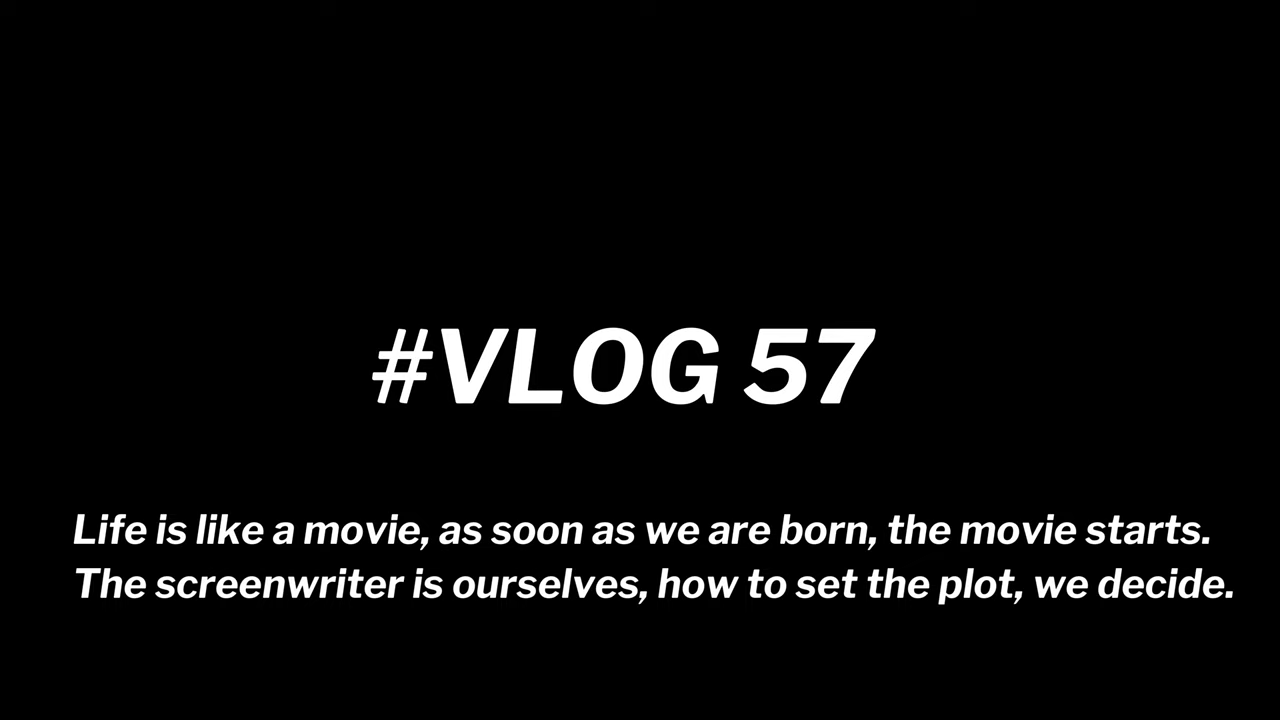 #VLOG 57
Life is like a movie, as soon as we are born, the movie starts.
The screenwriter is ourselves, how to set the plot, we decide.